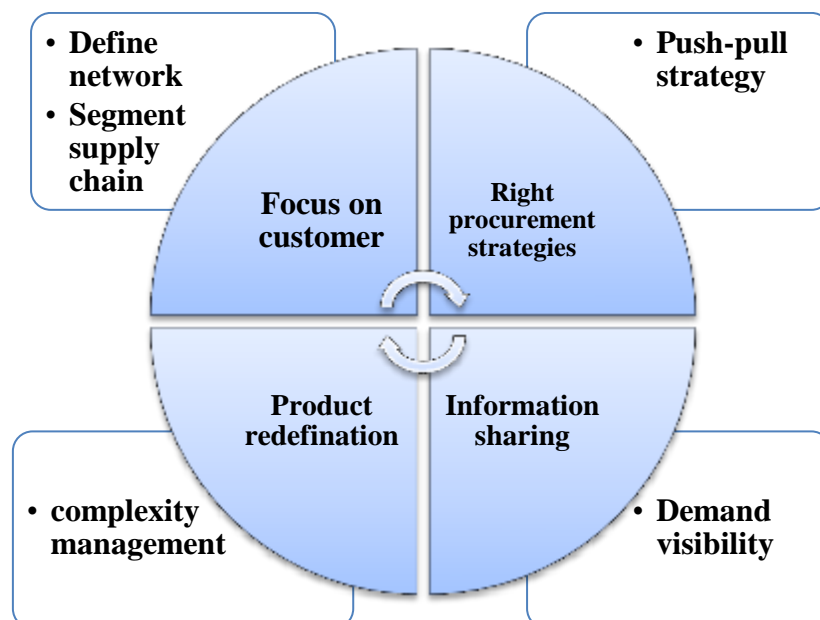 • Define
network
• Segment
supply
chain
• Push-pull
strategy
Focus on
customer
Right
procurement
strategies
Product
redefination
Information
sharing
• complexity
management
• Demand
visibility